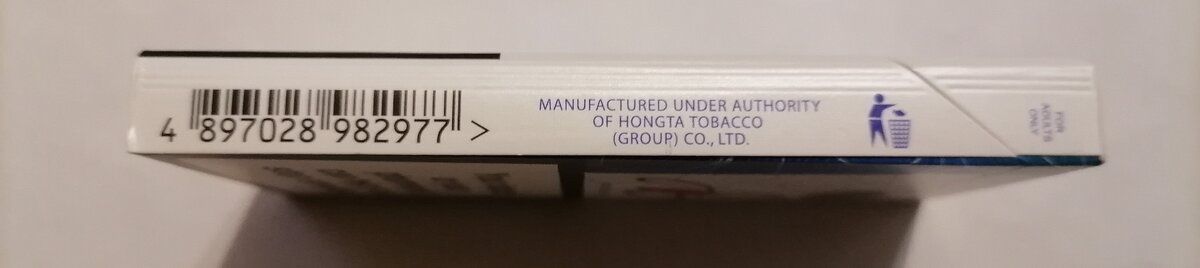 4 897028 982977 >
MANUFACTURED UNDER AUTHORITY
OF HONGTA TOBACCO
(GROUP) CO., LTD.
FOR
ADULTS
ONLY